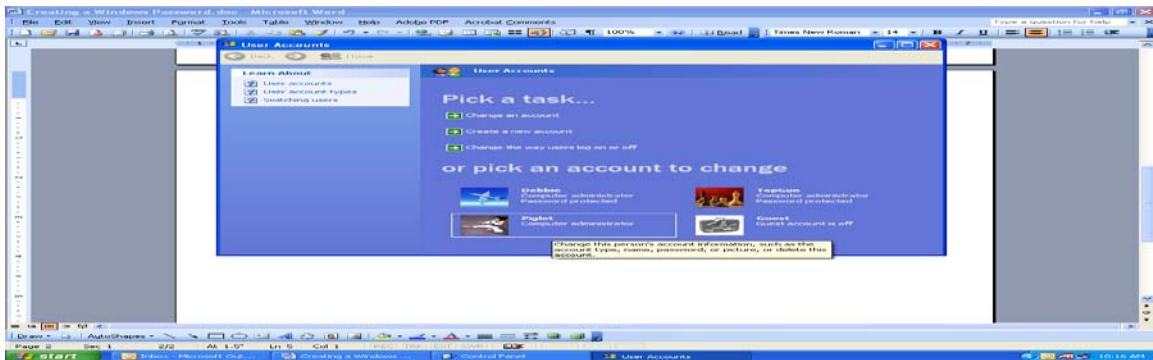 Creating a Windows Password.doc - Microsoft Word
File Edit View Insert Format Tools Table Window Help Adobe PDF Acrobat Comments
Type a question for help
100% Read Times New Roman 14 B I U
User Accounts
Back Home
Learn About
User accounts
User account types
Switching users
User Accounts
Pick a task...
Change an account
Create a new account
Change the way users log on or off
or pick an account to change
Debbie
Computer administrator
Password protected
TopGun
Computer administrator
Password protected
Piglet
Computer administrator
Guest
Guest account is off
Change this person's account information, such as the
account type, name, password, or picture, or delete this
account.
Draw AutoShapes
Page 2 Sec 1 2/2 At 1.5" Ln 5 Col 1 REC TRK EXT OVR
start Inbox - Microsoft Out... Creating a Windows ... Control Panel User Accounts 10:16 AM